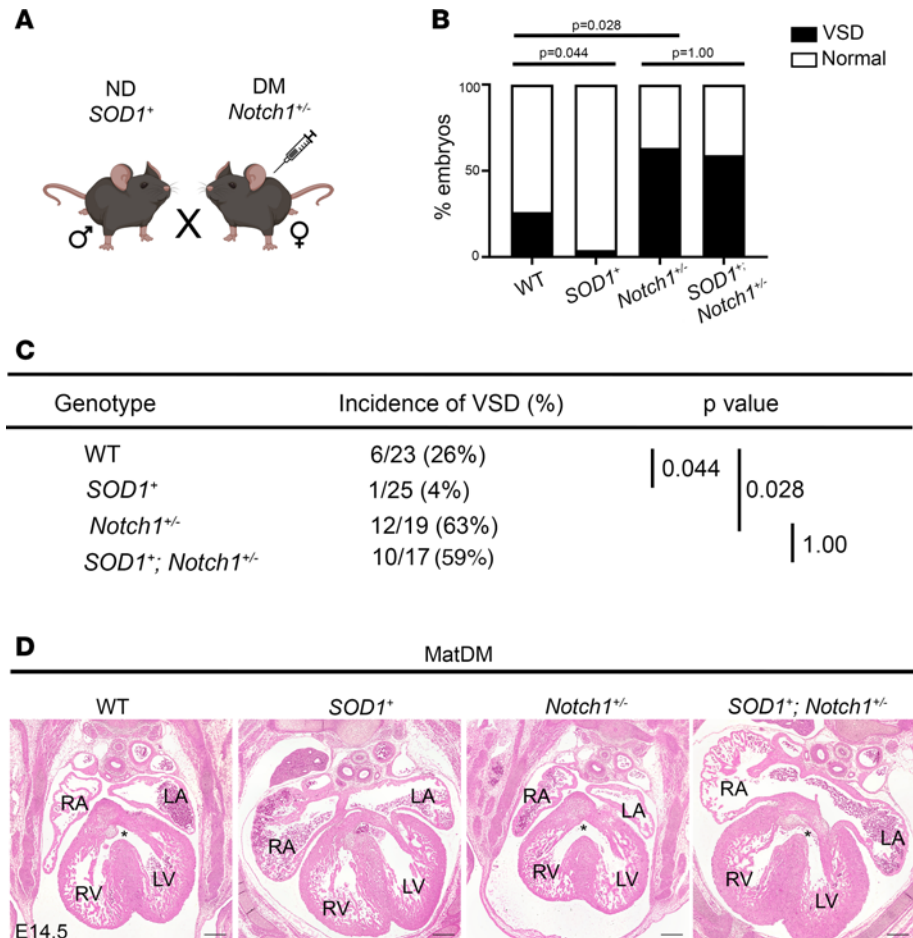 A
ND
SOD1+
DM
Notch1+/-
♂
X
♀
B
p=0.028
p=0.044
p=1.00
VSD
Normal
% embryos
100
50
0
WT
SOD1+
Notch1+/-
SOD1+;
Notch1+/-
C
Genotype Incidence of VSD (%) p value
WT 6/23 (26%)
SOD1+ 1/25 (4%)
Notch1+/- 12/19 (63%)
SOD1+; Notch1+/- 10/17 (59%)
0.044
0.028
1.00
D
MatDM
WT SOD1+ Notch1+/- SOD1+; Notch1+/-
RA LA * RV LV
RA LA RV LV
RA LA * RV LV
RA LA * RV LV
E14.5